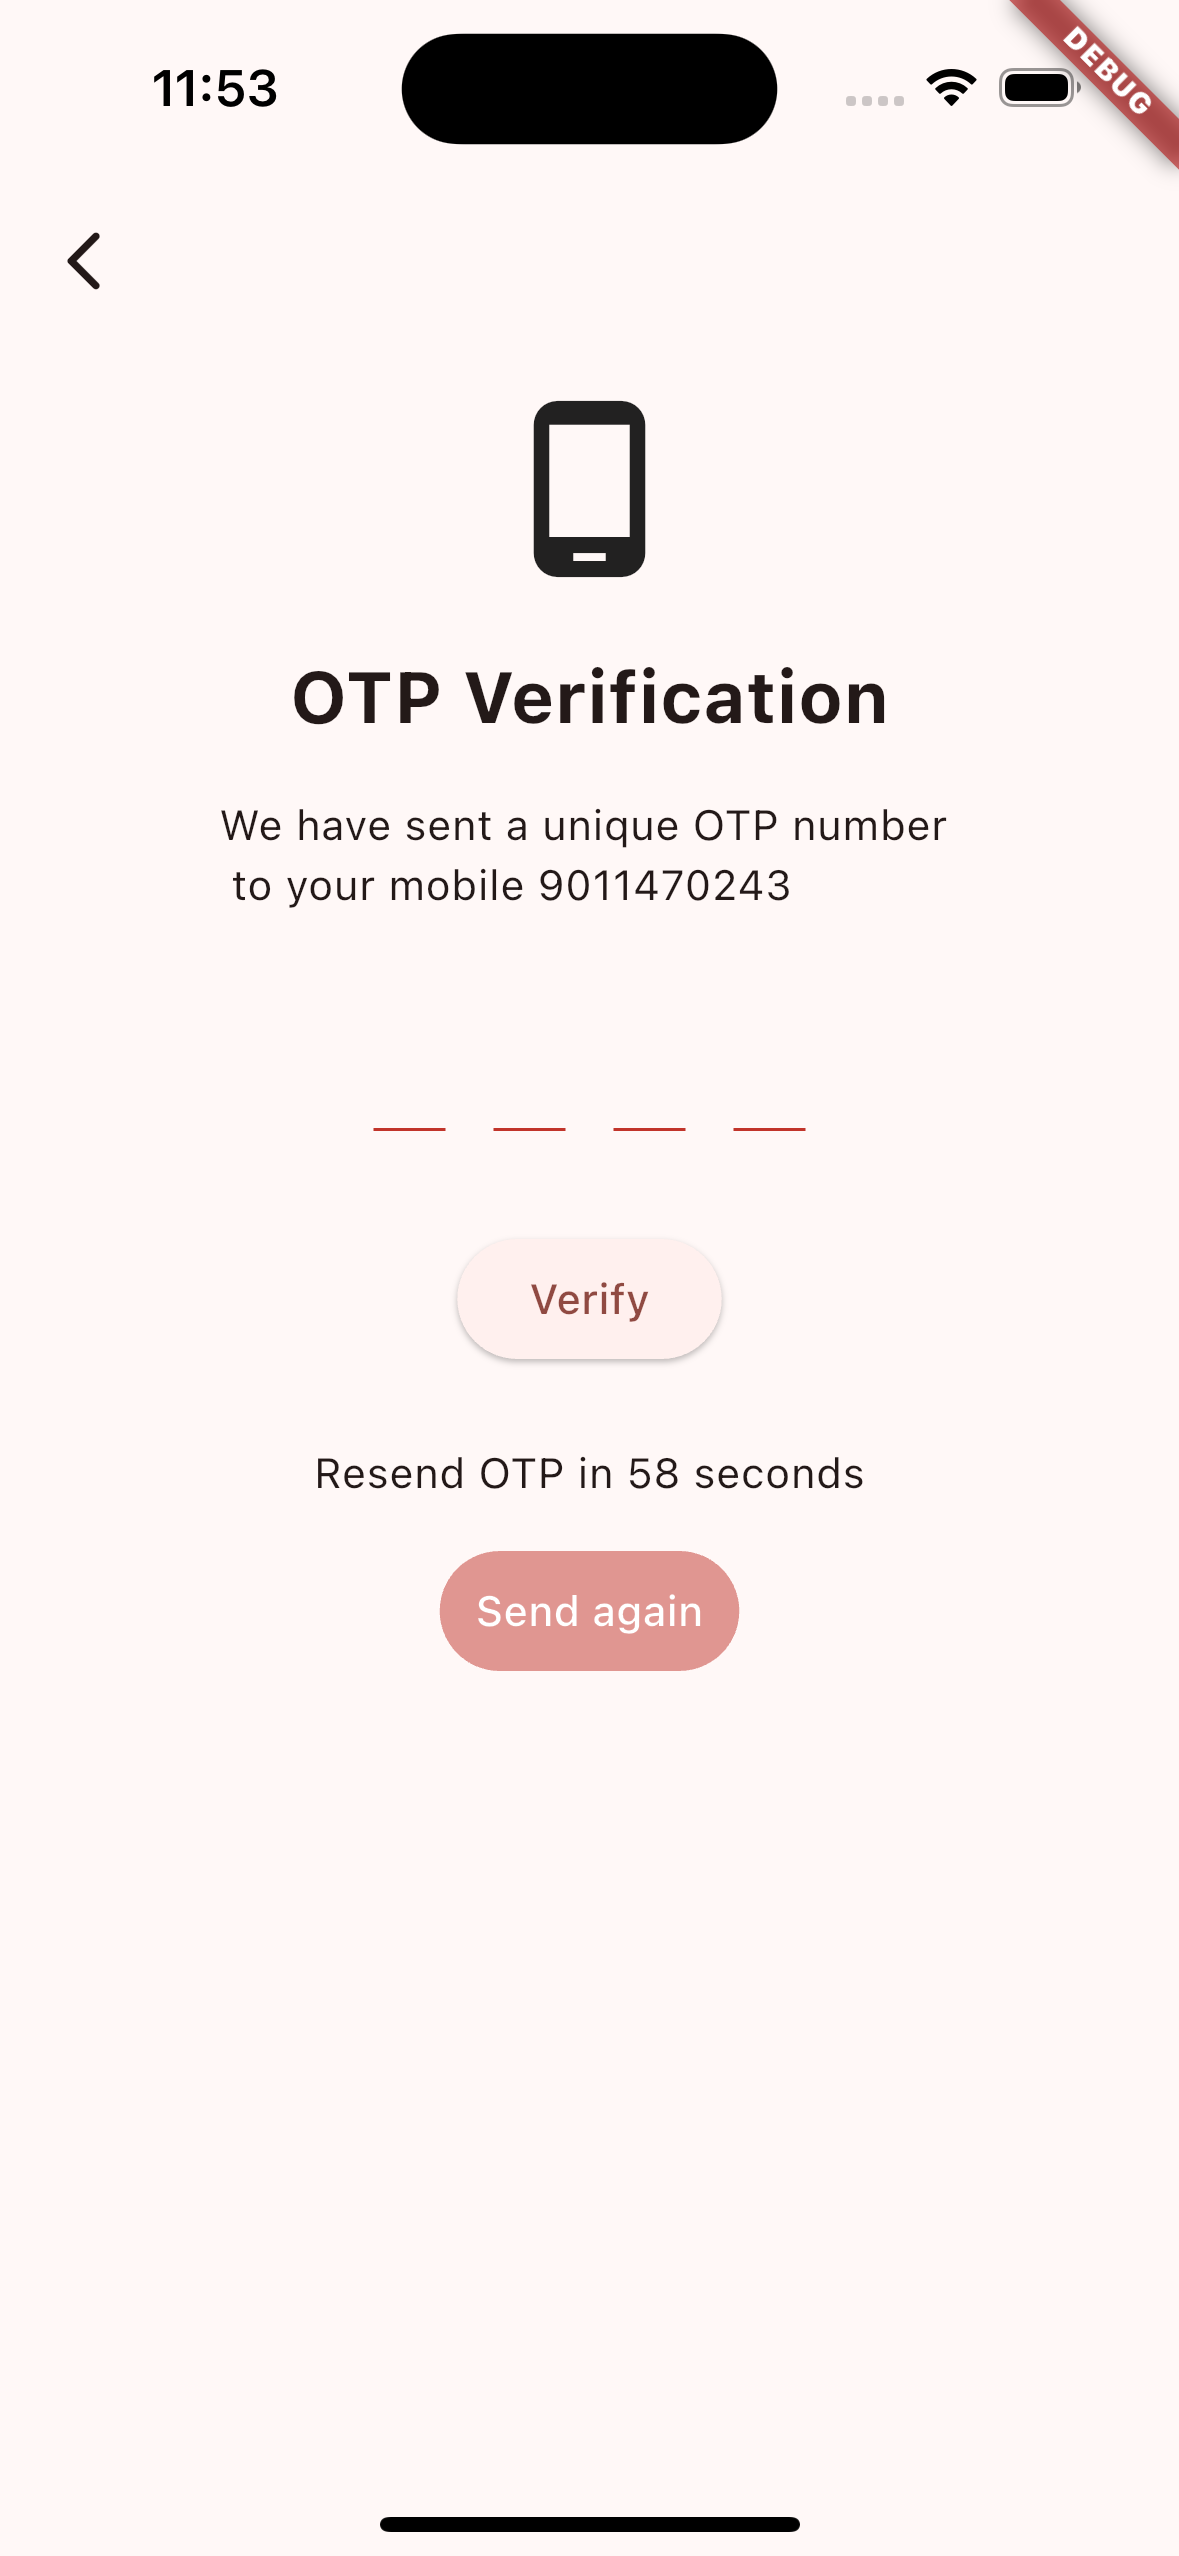 11:53
DEBUG
OTP Verification
We have sent a unique OTP number
to your mobile 9011470243
Verify
Resend OTP in 58 seconds
Send again